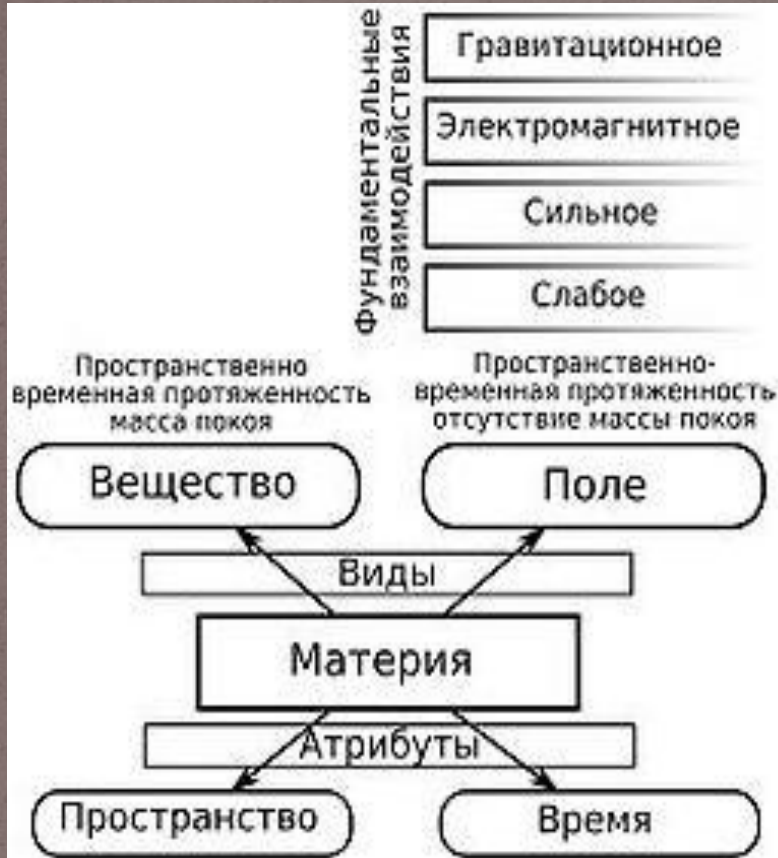 Фундаментальные
взаимодействия
Гравитационное
Электромагнитное
Сильное
Слабое
Пространственно
временная протяженность
масса покоя
Пространственно-
временная протяженность
отсутствие массы покоя
Вещество
Поле
Виды
Материя
Атрибуты
Пространство
Время